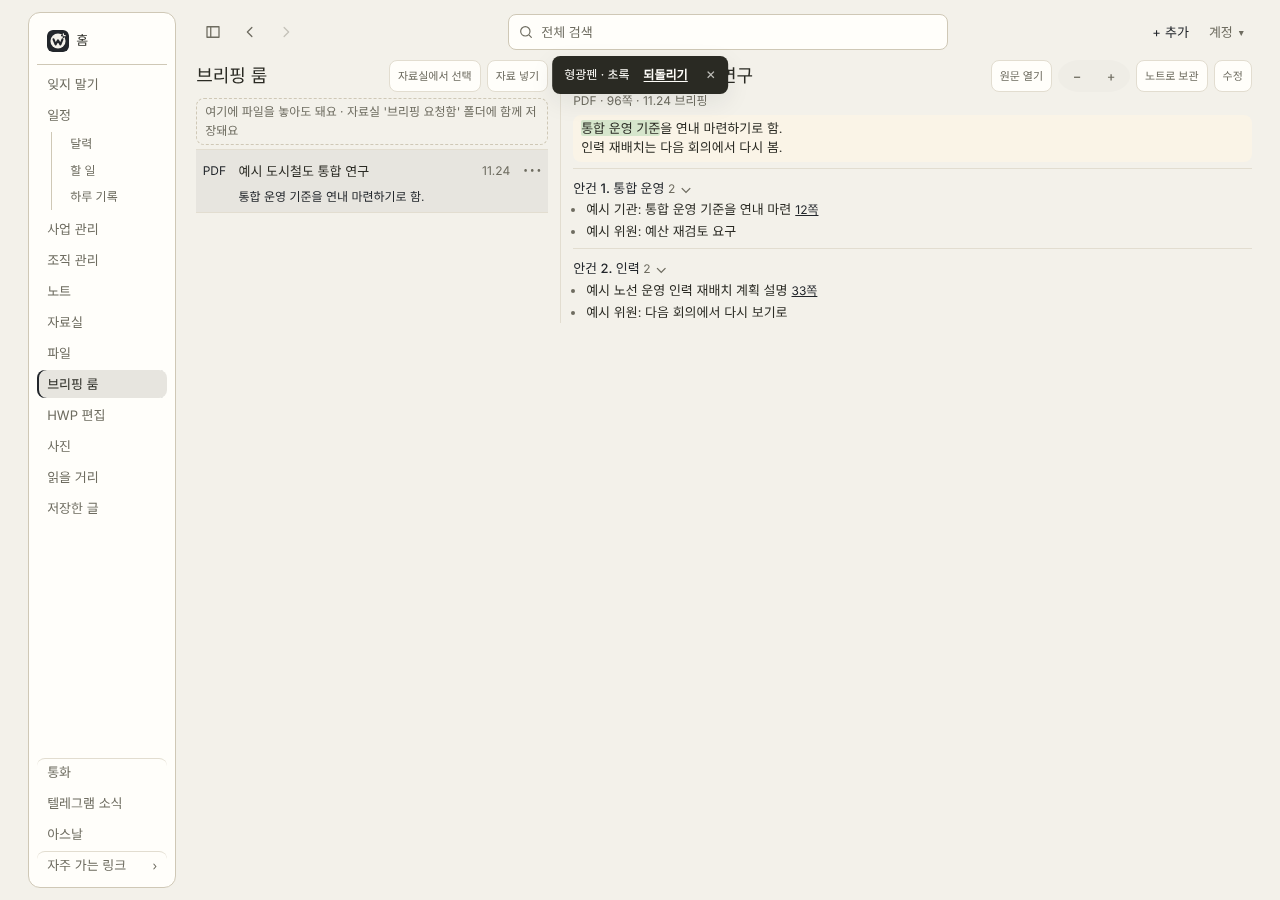 홈
잊지 말기
일정
달력
할 일
하루 기록
사업 관리
조직 관리
노트
자료실
파일
브리핑 룸
HWP 편집
사진
읽을 거리
저장한 글
통화
텔레그램 소식
아스날
자주 가는 링크 ›
전체 검색
+ 추가
계정 ▾
브리핑 룸
자료실에서 선택
자료 넣기
여기에 파일을 놓아도 돼요 · 자료실 '브리핑 요청함' 폴더에 함께 저
장돼요
PDF 예시 도시철도 통합 연구 11.24 ···
통합 운영 기준을 연내 마련하기로 함.
형광펜 · 초록 되돌리기 ×
연구
원문 열기
− +
노트로 보관
수정
PDF · 96쪽 · 11.24 브리핑
통합 운영 기준을 연내 마련하기로 함.
인력 재배치는 다음 회의에서 다시 봄.
안건 1. 통합 운영 2
• 예시 기관: 통합 운영 기준을 연내 마련 12쪽
• 예시 위원: 예산 재검토 요구
안건 2. 인력 2
• 예시 노선 운영 인력 재배치 계획 설명 33쪽
• 예시 위원: 다음 회의에서 다시 보기로